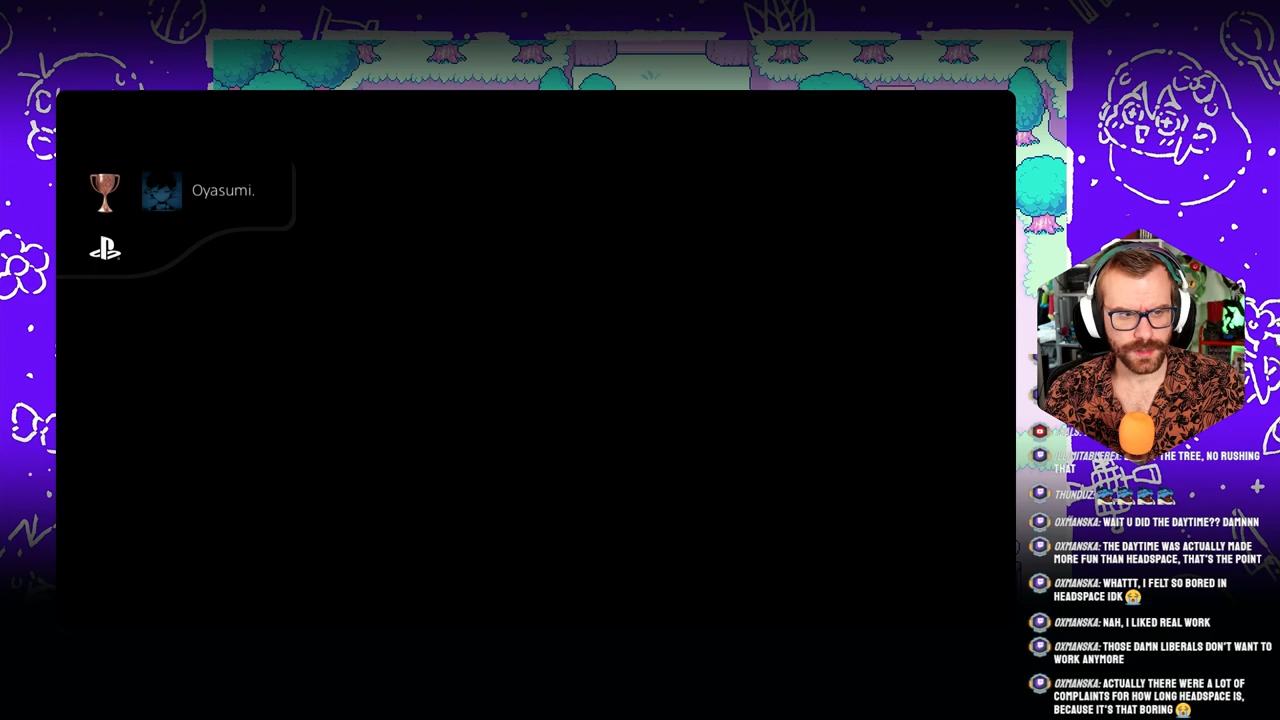 Oyasumi.
THE TREE, NO RUSHING
THAT
THUNDUZ:
OXMANSKA: WAIT U DID THE DAYTIME?? DAMNNN
OXMANSKA: THE DAYTIME WAS ACTUALLY MADE
MORE FUN THAN HEADSPACE, THAT'S THE POINT
OXMANSKA: WHATTT, I FELT SO BORED IN
HEADSPACE IDK 😭
OXMANSKA: NAH, I LIKED REAL WORK
OXMANSKA: THOSE DAMN LIBERALS DON'T WANT TO
WORK ANYMORE
OXMANSKA: ACTUALLY THERE WERE A LOT OF
COMPLAINTS FOR HOW LONG HEADSPACE IS,
BECAUSE IT'S THAT BORING 😭